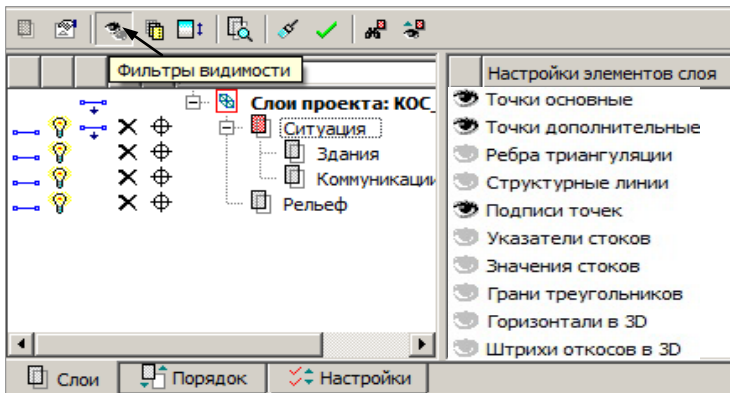 Фильтры видимости
Настройки элементов слоя
Слои проекта: КОС_
Ситуация
Здания
Коммуникации
Рельеф
Точки основные
Точки дополнительные
Ребра триангуляции
Структурные линии
Подписи точек
Указатели стоков
Значения стоков
Грани треугольников
Горизонтали в 3D
Штрихи откосов в 3D
Слои
Порядок
Настройки